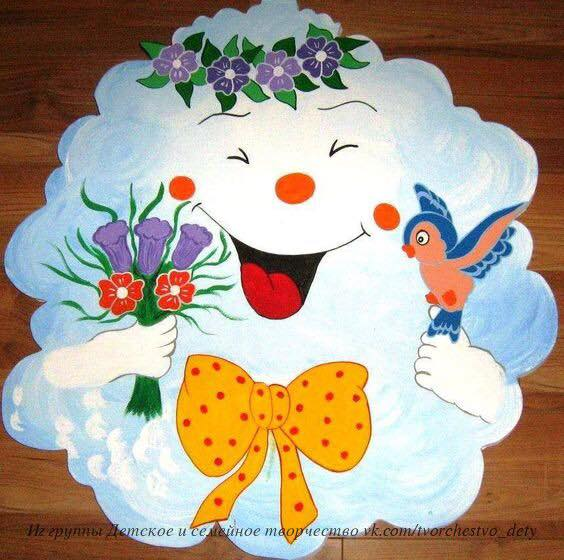 Из группы Детское и семейное творчество vk.com/tvorchestvo_dety